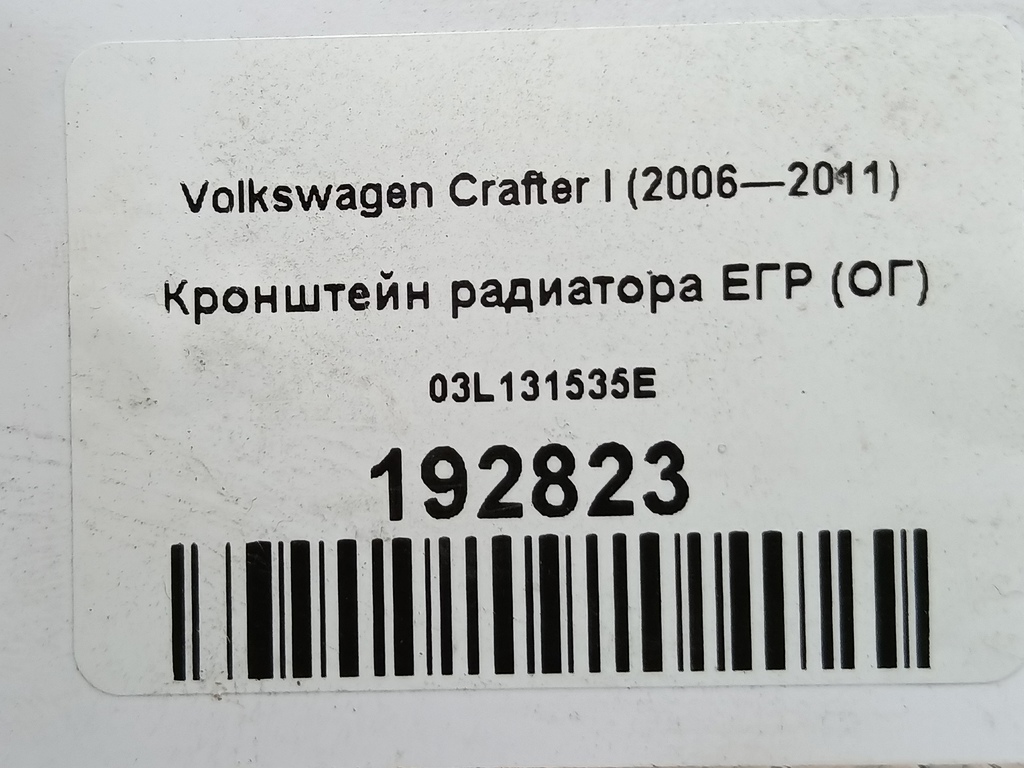 Volkswagen Crafter I (2006—2011)
Кронштейн радиатора ЕГР (ОГ)
03L131535E
192823